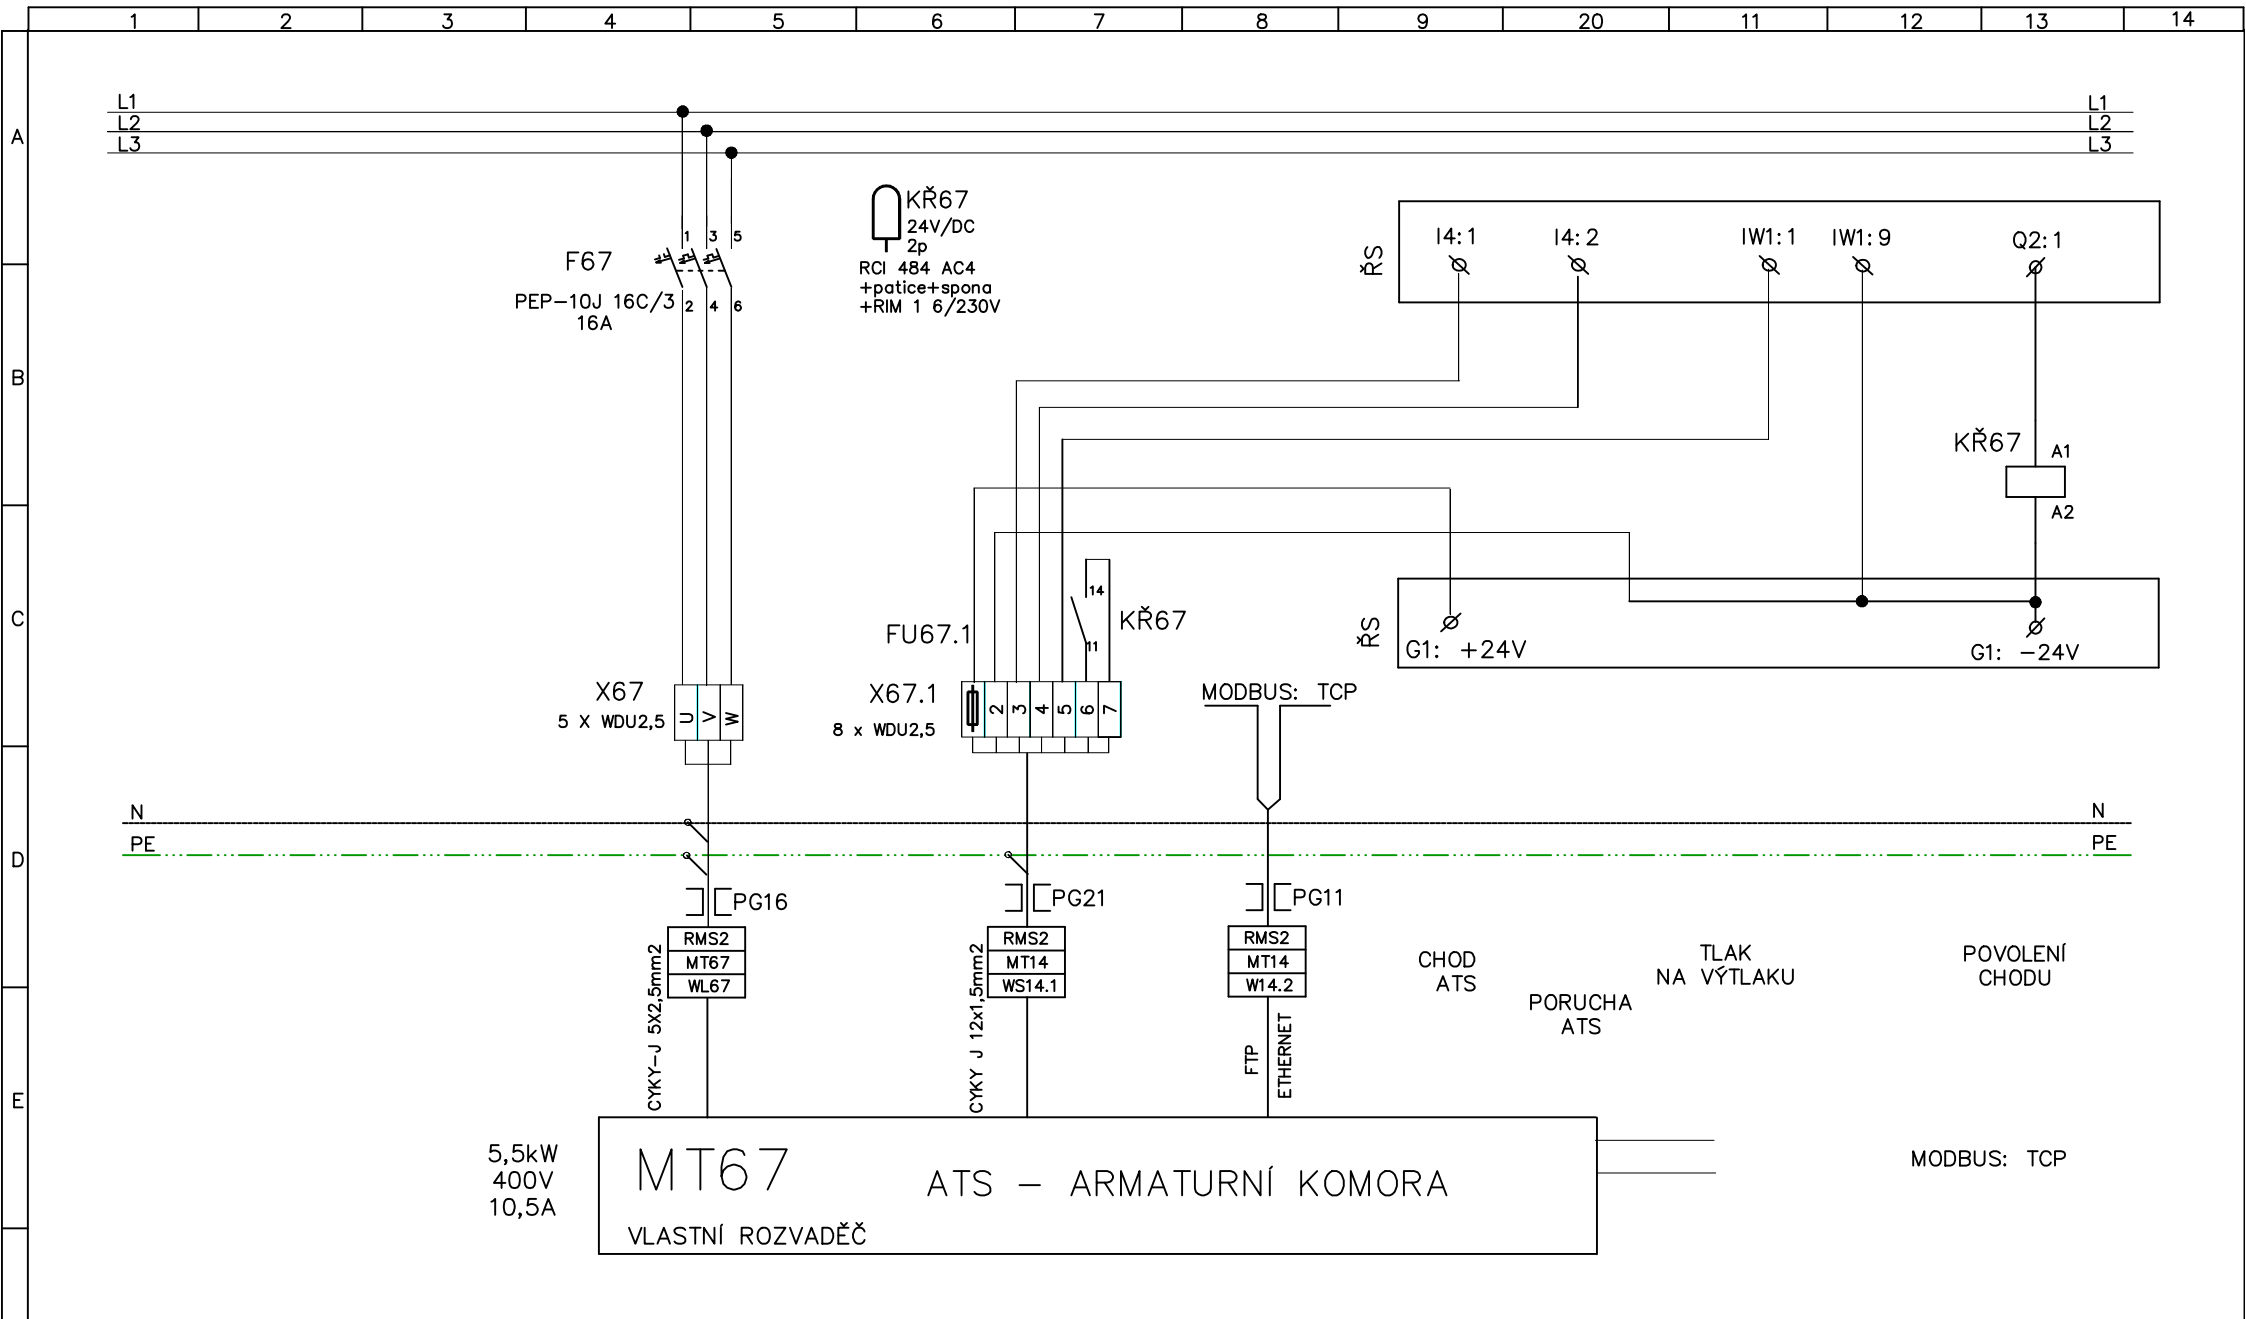 1 2 3 4 5 6 7 8 9 20 11 12 13 14
A
B
C
D
E
L1
L2
L3
L1
L2
L3
1 3 5
F67
PEP-10J 16C/3
16A
2 4 6
KŘ67
24V/DC
2p
RCI 484 AC4
+patice+spona
+RIM 1 6/230V
ŘS
I4:1 I4:2 IW1:1 IW1:9 Q2:1
KŘ67
A1
A2
14
11
KŘ67
FU67.1
ŘS
G1: +24V
G1: -24V
X67
5 X WDU2,5
U V W
X67.1
8 x WDU2,5
2 3 4 5 6 7
MODBUS: TCP
N
N
PE
PE
PG16
PG21
PG11
RMS2
MT67
WL67
RMS2
MT14
WS14.1
RMS2
MT14
W14.2
CYKY-J 5X2,5mm2
CYKY J 12x1,5mm2
FTP
ETHERNET
CHOD
ATS
PORUCHA
ATS
TLAK
NA VÝTLAKU
POVOLENÍ
CHODU
5,5kW
400V
10,5A
MT67
ATS - ARMATURNÍ KOMORA
VLASTNÍ ROZVADĚČ
MODBUS: TCP